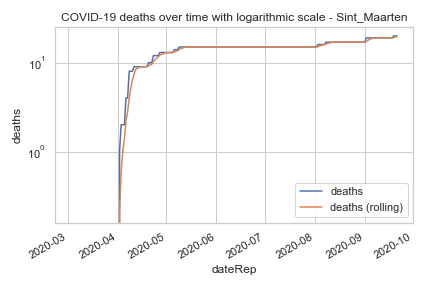 COVID-19 deaths over time with logarithmic scale - Sint_Maarten
deaths
10¹
10⁰
deaths
deaths (rolling)
2020-03
2020-04
2020-05
2020-06
2020-07
2020-08
2020-09
2020-10
dateRep